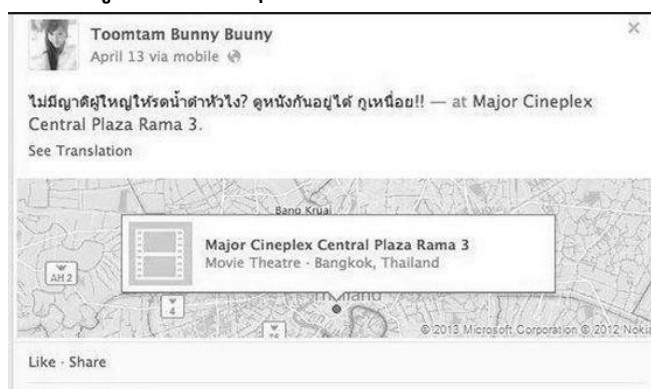 Toomtam Bunny Buuny
April 13 via mobile
ไม่มีญาติผู้ใหญ่ให้รดน้ำดำหัวไง? ดูหนังกันอยู่ได้ กูเหนื่อย!! — at Major Cineplex
Central Plaza Rama 3.
See Translation
Bang Kruai
Major Cineplex Central Plaza Rama 3
Movie Theatre · Bangkok, Thailand
AH2
4
© 2013 Microsoft Corporation © 2012 Nokia
Like · Share